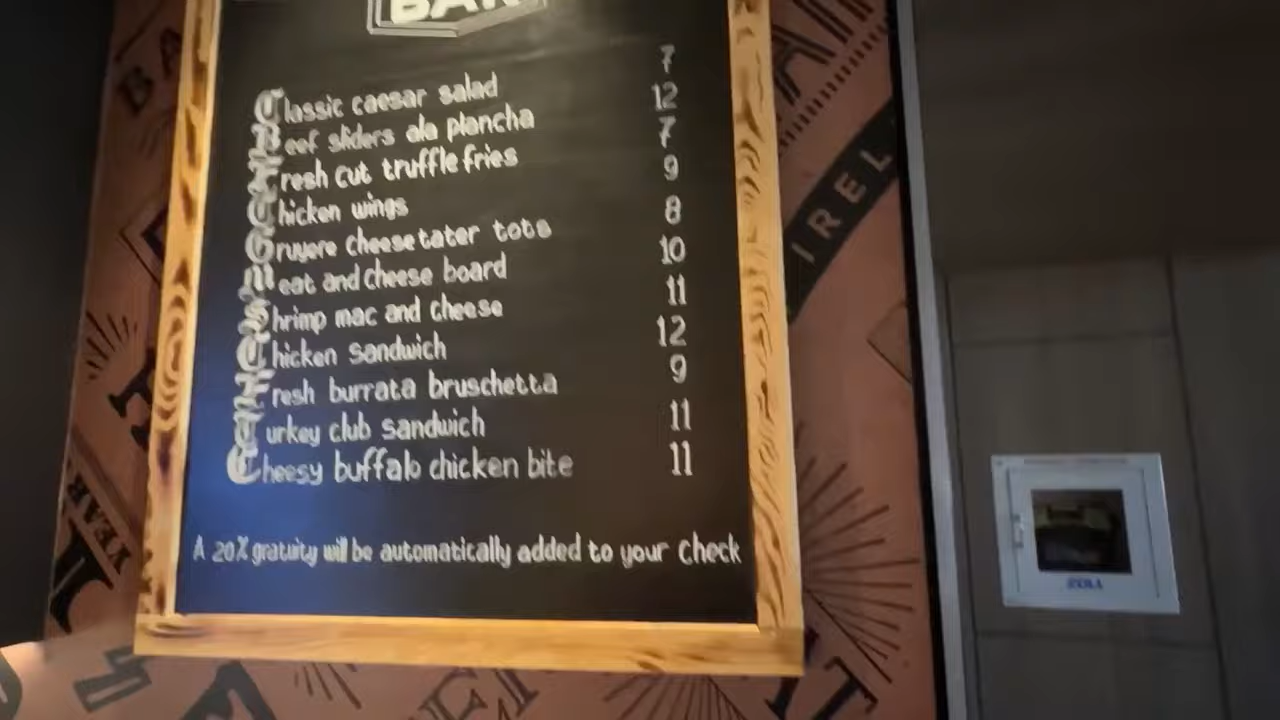 BAR
Classic caesar salad 7
Beef sliders ala plancha 12
Fresh cut truffle fries 7
Chicken wings 9
Gruyere cheese tater tots 8
Meat and cheese board 10
Shrimp mac and cheese 11
Chicken sandwich 12
Fresh burrata bruschetta 9
Turkey club sandwich 11
Cheesy buffalo chicken bite 11
A 20% gratuity will be automatically added to your check
IREL
YEAR
ZOLL